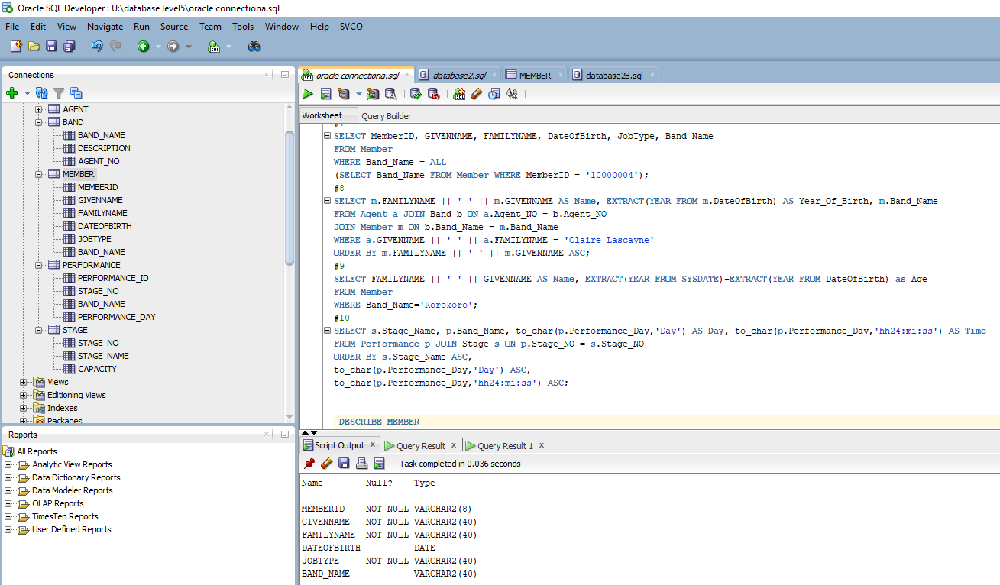 Oracle SQL Developer : U:\database level5\oracle connectiona.sql
File Edit View Navigate Run Source Team Tools Window Help SVCO
Connections
AGENT
BAND
BAND_NAME
DESCRIPTION
AGENT_NO
MEMBER
MEMBERID
GIVENNAME
FAMILYNAME
DATEOFBIRTH
JOBTYPE
BAND_NAME
PERFORMANCE
PERFORMANCE_ID
STAGE_NO
BAND_NAME
PERFORMANCE_DAY
STAGE
STAGE_NO
STAGE_NAME
CAPACITY
Views
Editioning Views
Indexes
Packages
Reports
All Reports
Analytic View Reports
Data Dictionary Reports
Data Modeler Reports
OLAP Reports
TimesTen Reports
User Defined Reports
oracle connectiona.sql database2.sql MEMBER database2B.sql
Worksheet Query Builder
#7
SELECT MemberID, GIVENNAME, FAMILYNAME, DateOfBirth, JobType, Band_Name
FROM Member
WHERE Band_Name = ALL
(SELECT Band_Name FROM Member WHERE MemberID = '10000004');
#8
SELECT m.FAMILYNAME || ' ' || m.GIVENNAME AS Name, EXTRACT(YEAR FROM m.DateOfBirth) AS Year_Of_Birth, m.Band_Name
FROM Agent a JOIN Band b ON a.Agent_NO = b.Agent_NO
JOIN Member m ON b.Band_Name = m.Band_Name
WHERE a.GIVENNAME || ' ' || a.FAMILYNAME = 'Claire Lascayne'
ORDER BY m.FAMILYNAME || ' ' || m.GIVENNAME ASC;
#9
SELECT FAMILYNAME || ' ' || GIVENNAME AS Name, EXTRACT(YEAR FROM SYSDATE)-EXTRACT(YEAR FROM DateOfBirth) as Age
FROM Member
WHERE Band_Name='Rorokoro';
#10
SELECT s.Stage_Name, p.Band_Name, to_char(p.Performance_Day,'Day') AS Day, to_char(p.Performance_Day,'hh24:mi:ss') AS Time
FROM Performance p JOIN Stage s ON p.Stage_NO = s.Stage_NO
ORDER BY s.Stage_Name ASC,
to_char(p.Performance_Day,'Day') ASC,
to_char(p.Performance_Day,'hh24:mi:ss') ASC;
DESCRIBE MEMBER
Script Output Query Result Query Result 1
Task completed in 0.036 seconds
Name Null? Type
----------- -------- ------------
MEMBERID NOT NULL VARCHAR2(8)
GIVENNAME NOT NULL VARCHAR2(40)
FAMILYNAME NOT NULL VARCHAR2(40)
DATEOFBIRTH DATE
JOBTYPE NOT NULL VARCHAR2(40)
BAND_NAME VARCHAR2(40)